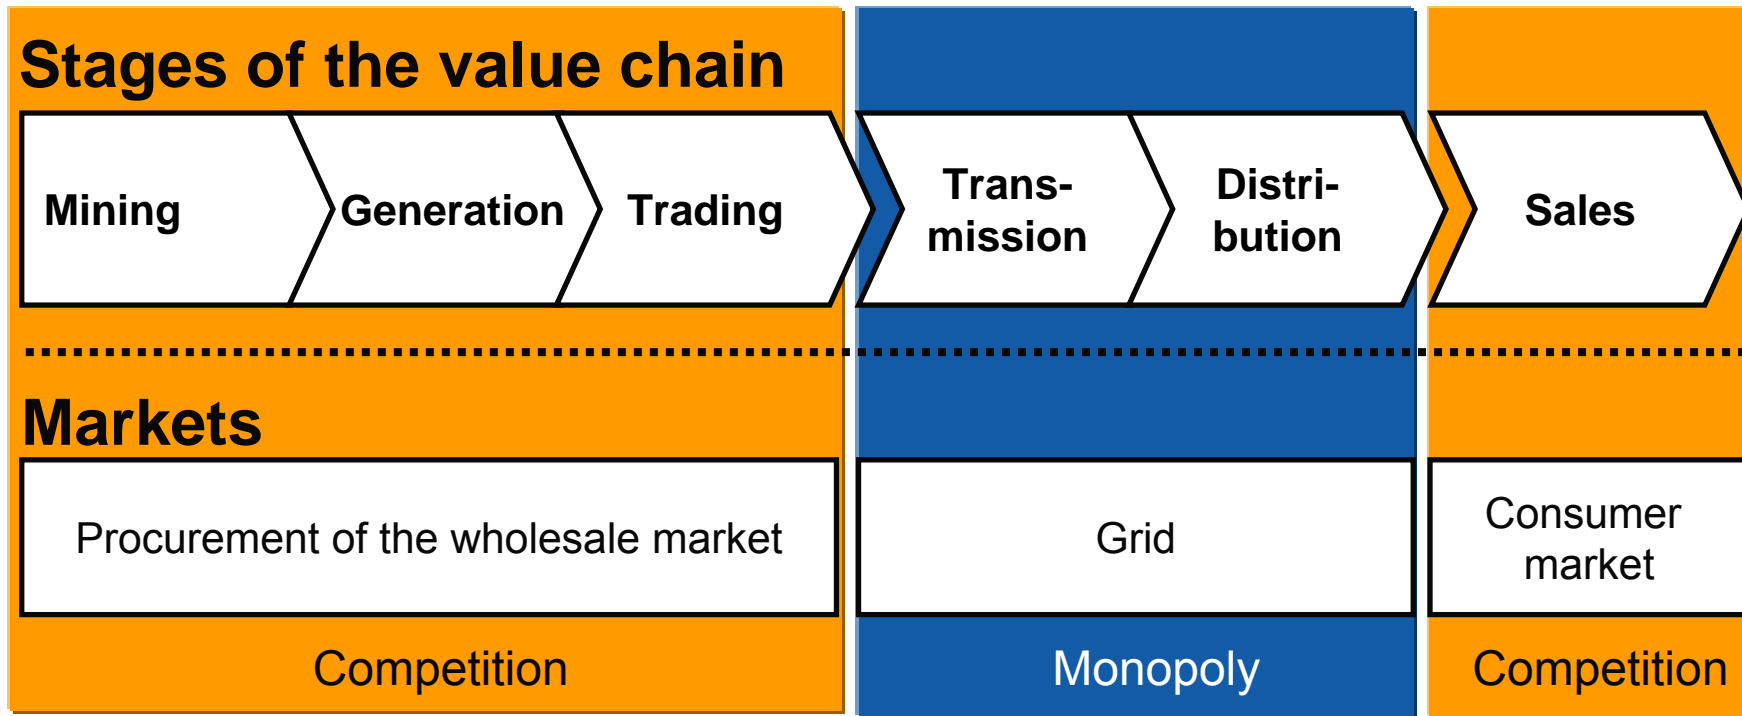 Stages of the value chain
Mining
Generation
Trading
Trans-
mission
Distri-
bution
Sales
Markets
Procurement of the wholesale market
Grid
Consumer
market
Competition
Monopoly
Competition